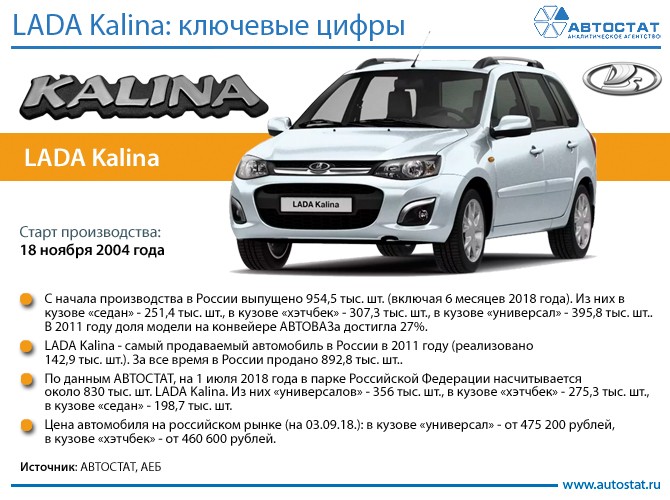 LADA Kalina: ключевые цифры
АВТОСТАТ
АНАЛИТИЧЕСКОЕ АГЕНТСТВО
KALINA
LADA Kalina
LADA Kalina
Старт производства:
18 ноября 2004 года
С начала производства в России выпущено 954,5 тыс. шт. (включая 6 месяцев 2018 года). Из них в
кузове «седан» - 251,4 тыс. шт., в кузове «хэтчбек» - 307,3 тыс. шт., в кузове «универсал» - 395,8 тыс. шт..
В 2011 году доля модели на конвейере АВТОВАЗа достигла 27%.
LADA Kalina - самый продаваемый автомобиль в России в 2011 году (реализовано
142,9 тыс. шт.). За все время в России продано 892,8 тыс. шт..
По данным АВТОСТАТ, на 1 июля 2018 года в парке Российской Федерации насчитывается
около 830 тыс. шт. LADA Kalina. Из них «универсалов» - 356 тыс. шт., в кузове «хэтчбек» - 275,3 тыс. шт.,
в кузове «седан» - 198,7 тыс. шт.
Цена автомобиля на российском рынке (на 03.09.18.): в кузове «универсал» - от 475 200 рублей,
в кузове «хэтчбек» - от 460 600 рублей.
Источник: АВТОСТАТ, АЕБ
www.autostat.ru